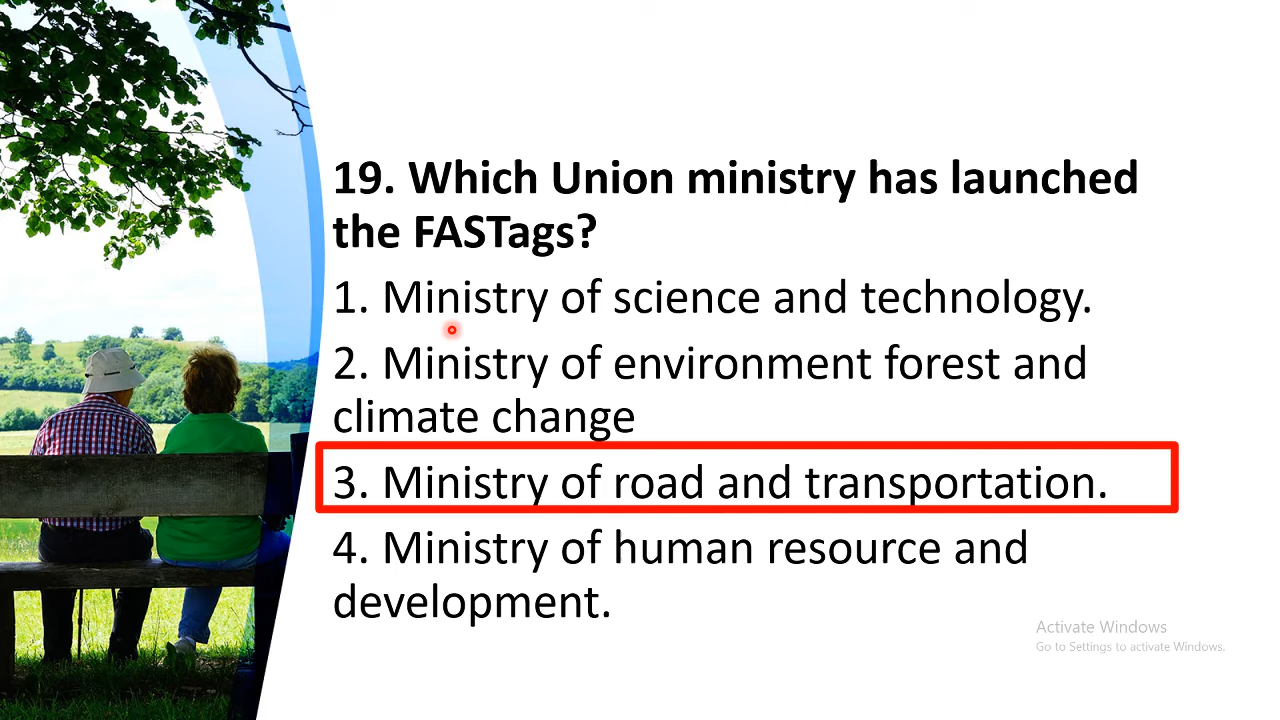 19. Which Union ministry has launched
the FASTags?
1. Ministry of science and technology.
2. Ministry of environment forest and
climate change
3. Ministry of road and transportation.
4. Ministry of human resource and
development.
Activate Windows
Go to Settings to activate Windows.